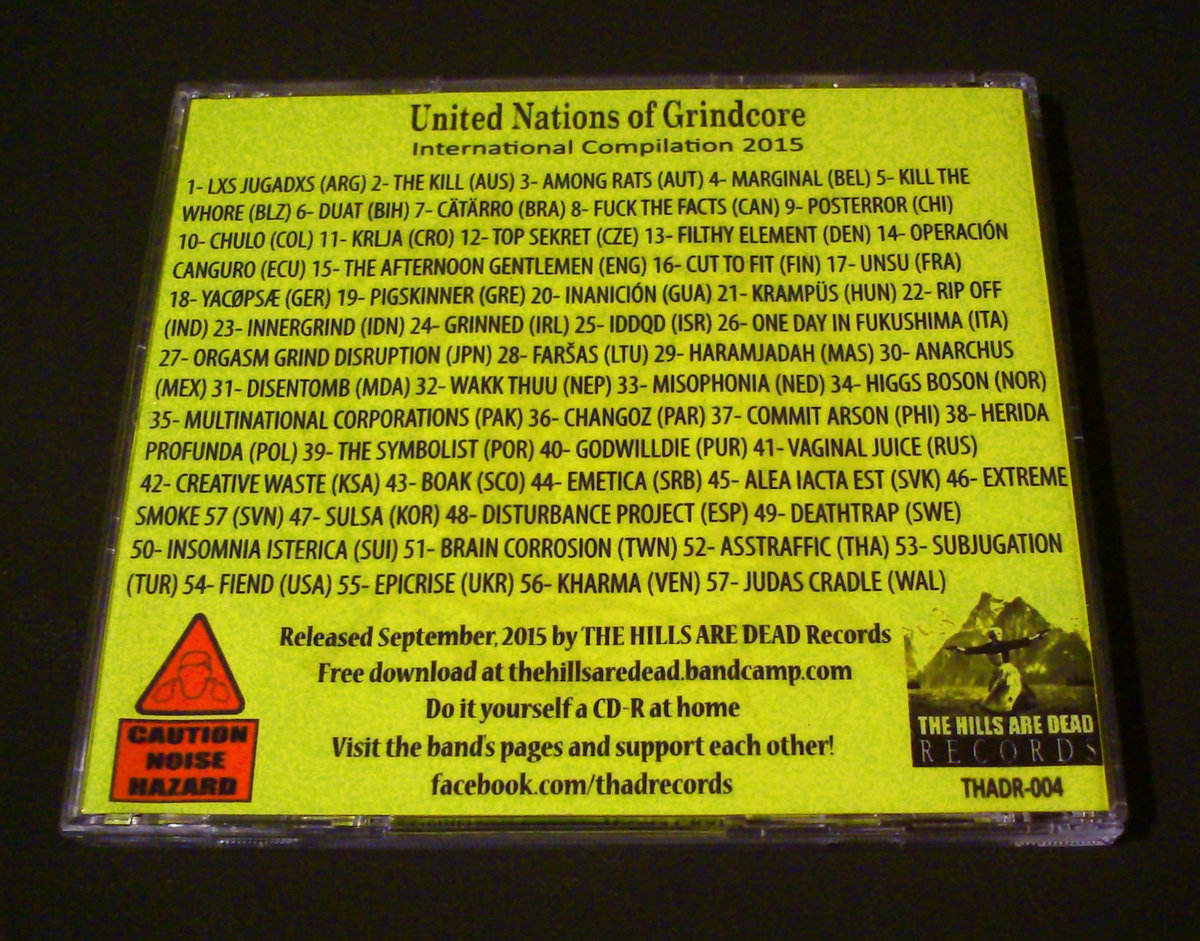 United Nations of Grindcore
International Compilation 2015
1- LXS JUGADXS (ARG) 2- THE KILL (AUS) 3- AMONG RATS (AUT) 4- MARGINAL (BEL) 5- KILL THE
WHORE (BLZ) 6- DUAT (BIH) 7- CÄTÄRRO (BRA) 8- FUCK THE FACTS (CAN) 9- POSTERROR (CHI)
10- CHULO (COL) 11- KRLJA (CRO) 12- TOP SEKRET (CZE) 13- FILTHY ELEMENT (DEN) 14- OPERACIÓN
CANGURO (ECU) 15- THE AFTERNOON GENTLEMEN (ENG) 16- CUT TO FIT (FIN) 17- UNSU (FRA)
18- YACØPSÆ (GER) 19- PIGSKINNER (GRE) 20- INANICIÓN (GUA) 21- KRAMPÜS (HUN) 22- RIP OFF
(IND) 23- INNERGRIND (IDN) 24- GRINNED (IRL) 25- IDDQD (ISR) 26- ONE DAY IN FUKUSHIMA (ITA)
27- ORGASM GRIND DISRUPTION (JPN) 28- FARŠAS (LTU) 29- HARAMJADAH (MAS) 30- ANARCHUS
(MEX) 31- DISENTOMB (MDA) 32- WAKK THUU (NEP) 33- MISOPHONIA (NED) 34- HIGGS BOSON (NOR)
35- MULTINATIONAL CORPORATIONS (PAK) 36- CHANGOZ (PAR) 37- COMMIT ARSON (PHI) 38- HERIDA
PROFUNDA (POL) 39- THE SYMBOLIST (POR) 40- GODWILLDIE (PUR) 41- VAGINAL JUICE (RUS)
42- CREATIVE WASTE (KSA) 43- BOAK (SCO) 44- EMETICA (SRB) 45- ALEA IACTA EST (SVK) 46- EXTREME
SMOKE 57 (SVN) 47- SULSA (KOR) 48- DISTURBANCE PROJECT (ESP) 49- DEATHTRAP (SWE)
50- INSOMNIA ISTERICA (SUI) 51- BRAIN CORROSION (TWN) 52- ASSTRAFFIC (THA) 53- SUBJUGATION
(TUR) 54- FIEND (USA) 55- EPICRISE (UKR) 56- KHARMA (VEN) 57- JUDAS CRADLE (WAL)
Released September, 2015 by THE HILLS ARE DEAD Records
Free download at thehillsaredead.bandcamp.com
Do it yourself a CD-R at home
Visit the band's pages and support each other!
facebook.com/thadrecords
CAUTION
NOISE
HAZARD
THE HILLS ARE DEAD
RECORDS
THADR-004